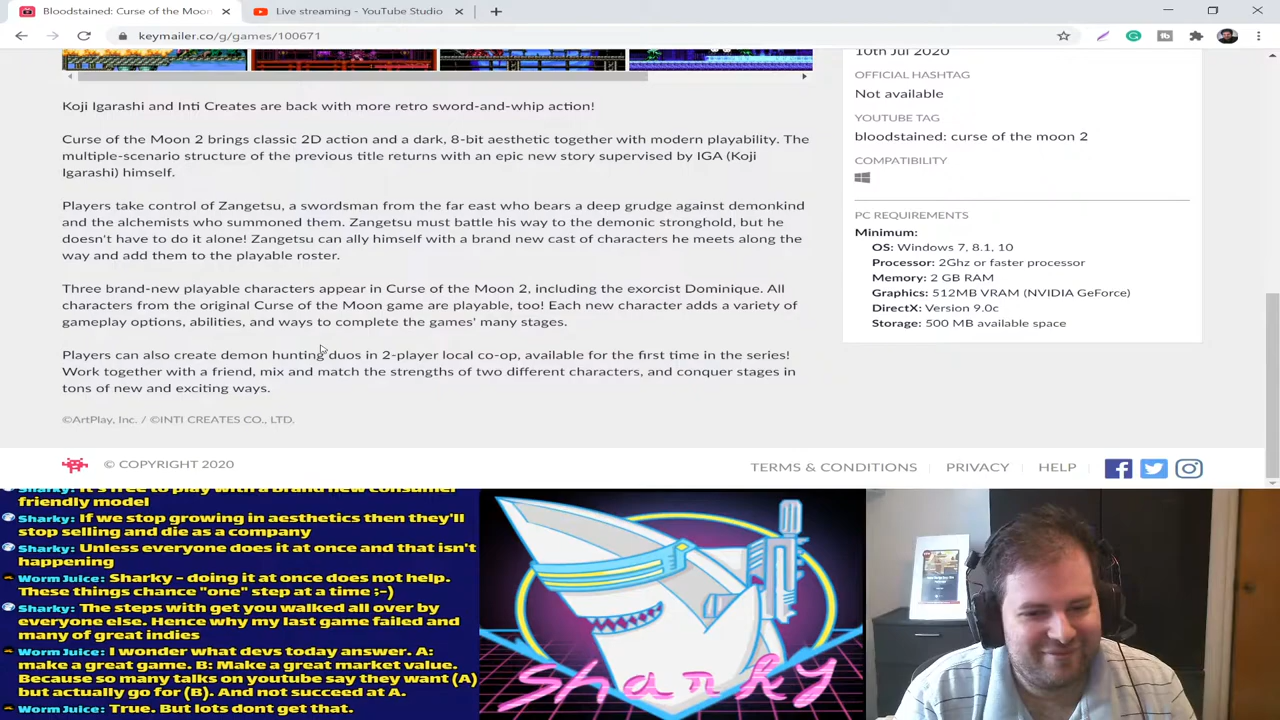 Bloodstained: Curse of the Moon
Live streaming - YouTube Studio
keymailer.co/g/games/100671
10th Jul 2020
OFFICIAL HASHTAG
Not available
YOUTUBE TAG
bloodstained: curse of the moon 2
COMPATIBILITY
PC REQUIREMENTS
Minimum:
OS: Windows 7, 8.1, 10
Processor: 2Ghz or faster processor
Memory: 2 GB RAM
Graphics: 512MB VRAM (NVIDIA GeForce)
DirectX: Version 9.0c
Storage: 500 MB available space
Koji Igarashi and Inti Creates are back with more retro sword-and-whip action!
Curse of the Moon 2 brings classic 2D action and a dark, 8-bit aesthetic together with modern playability. The
multiple-scenario structure of the previous title returns with an epic new story supervised by IGA (Koji
Igarashi) himself.
Players take control of Zangetsu, a swordsman from the far east who bears a deep grudge against demonkind
and the alchemists who summoned them. Zangetsu must battle his way to the demonic stronghold, but he
doesn't have to do it alone! Zangetsu can ally himself with a brand new cast of characters he meets along the
way and add them to the playable roster.
Three brand-new playable characters appear in Curse of the Moon 2, including the exorcist Dominique. All
characters from the original Curse of the Moon game are playable, too! Each new character adds a variety of
gameplay options, abilities, and ways to complete the games' many stages.
Players can also create demon hunting duos in 2-player local co-op, available for the first time in the series!
Work together with a friend, mix and match the strengths of two different characters, and conquer stages in
tons of new and exciting ways.
©ArtPlay, Inc. / ©INTI CREATES CO., LTD.
© COPYRIGHT 2020
TERMS & CONDITIONS
PRIVACY
HELP
Sharky: It's free to play with a brand new consumer
friendly model
Sharky: If we stop growing in aesthetics then they'll
stop selling and die as a company
Sharky: Unless everyone does it at once and that isn't
happening
Worm Juice: Sharky - doing it at once does not help.
These things chance "one" step at a time ;-)
Sharky: The steps with get you walked all over by
everyone else. Hence why my last game failed and
many of great indies
Worm Juice: I wonder what devs today answer. A:
make a great game. B: Make a great market value.
Because so many talks on youtube say they want (A)
but actually go for (B). And not succeed at A.
Worm Juice: True. But lots dont get that.
Sharky